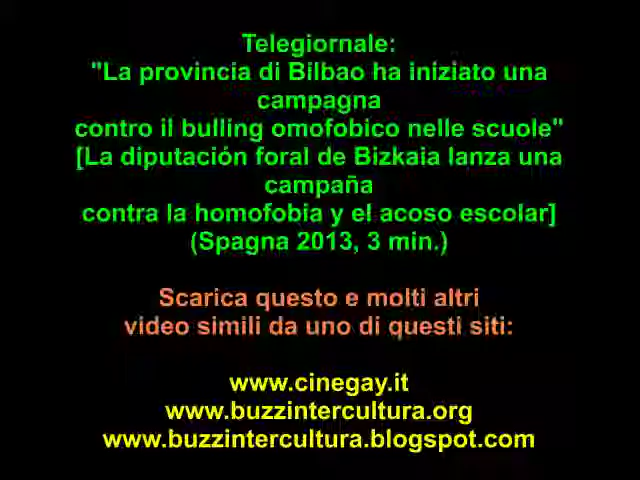 Telegiornale:
"La provincia di Bilbao ha iniziato una
campagna
contro il bulling omofobico nelle scuole"
[La diputación foral de Bizkaia lanza una
campaña
contra la homofobia y el acoso escolar]
(Spagna 2013, 3 min.)
Scarica questo e molti altri
video simili da uno di questi siti:
www.cinegay.it
www.buzzintercultura.org
www.buzzintercultura.blogspot.com